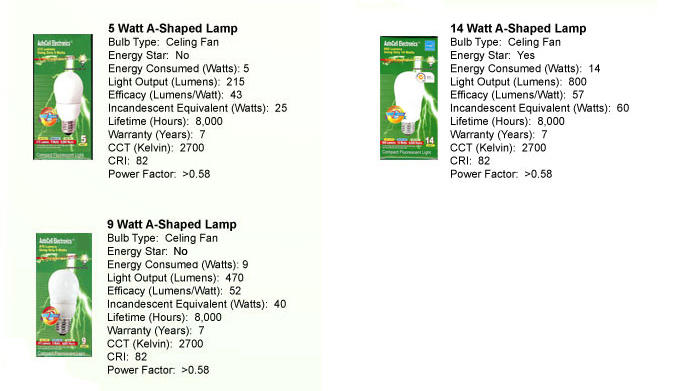 5 Watt A-Shaped Lamp
Bulb Type: Celing Fan
Energy Star: No
Energy Consumed (Watts): 5
Light Output (Lumens): 215
Efficacy (Lumens/Watt): 43
Incandescent Equivalent (Watts): 25
Lifetime (Hours): 8,000
Warranty (Years): 7
CCT (Kelvin): 2700
CRI: 82
Power Factor: >0.58
AutoCell Electronics
5
Compact Fluorescent Light
14 Watt A-Shaped Lamp
Bulb Type: Celing Fan
Energy Star: Yes
Energy Consumed (Watts): 14
Light Output (Lumens): 800
Efficacy (Lumens/Watt): 57
Incandescent Equivalent (Watts): 60
Lifetime (Hours): 8,000
Warranty (Years): 7
CCT (Kelvin): 2700
CRI: 82
Power Factor: >0.58
AutoCell Electronics
14
Compact Fluorescent Light
9 Watt A-Shaped Lamp
Bulb Type: Celing Fan
Energy Star: No
Energy Consumed (Watts): 9
Light Output (Lumens): 470
Efficacy (Lumens/Watt): 52
Incandescent Equivalent (Watts): 40
Lifetime (Hours): 8,000
Warranty (Years): 7
CCT (Kelvin): 2700
CRI: 82
Power Factor: >0.58
AutoCell Electronics
9
Compact Fluorescent Light